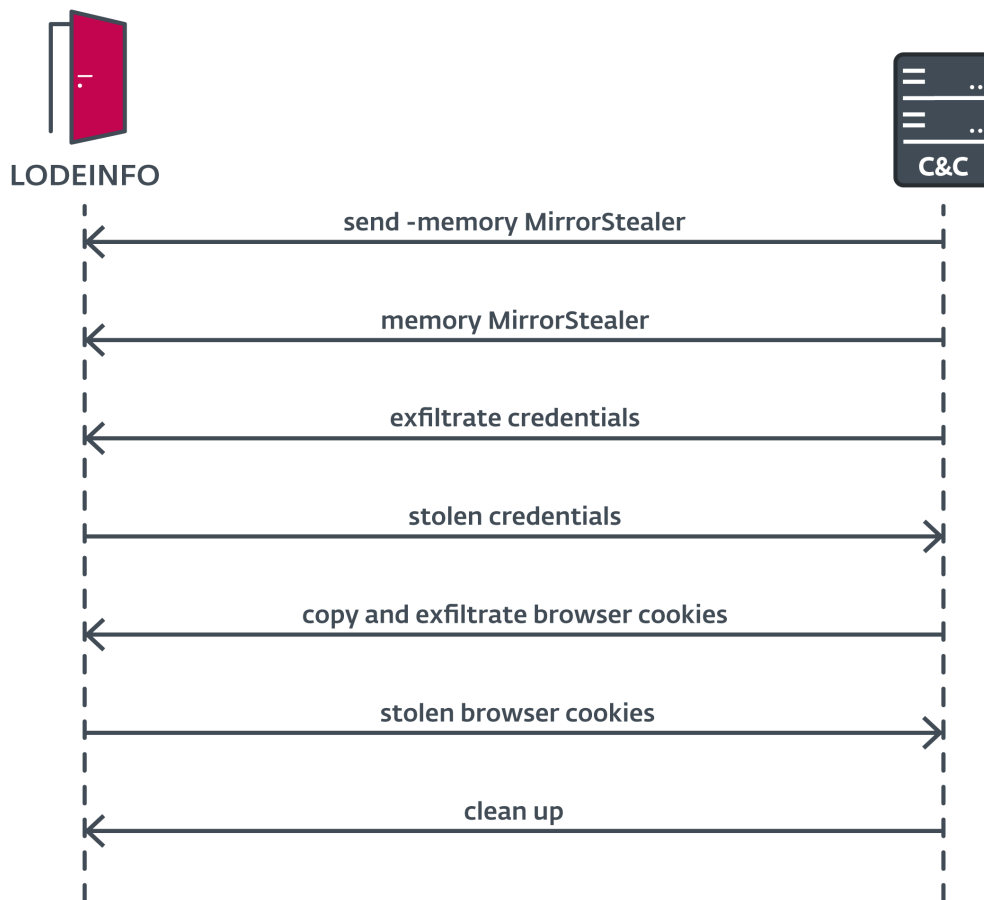 LODEINFO
C&C
send -memory MirrorStealer
memory MirrorStealer
exfiltrate credentials
stolen credentials
copy and exfiltrate browser cookies
stolen browser cookies
clean up